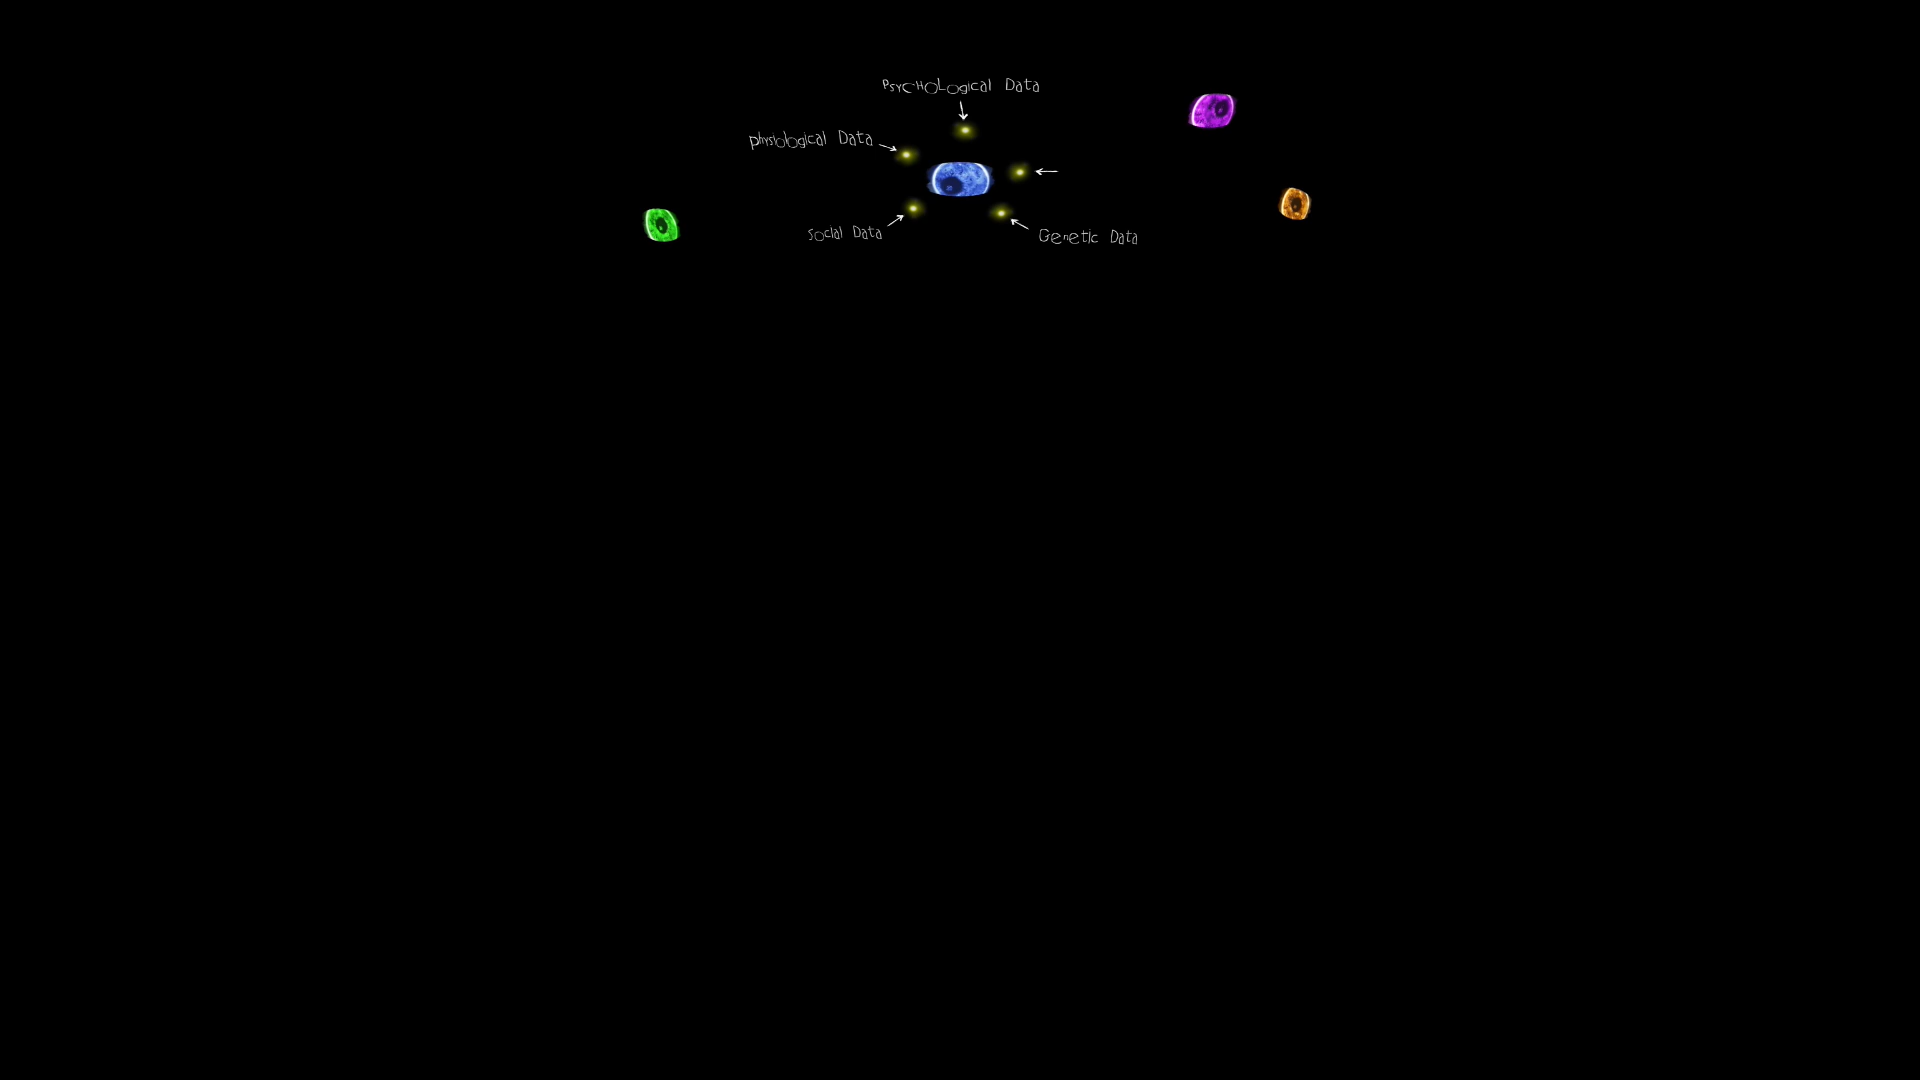 PsycHOLogical Data
Physiological Data
Social Data
Genetic Data